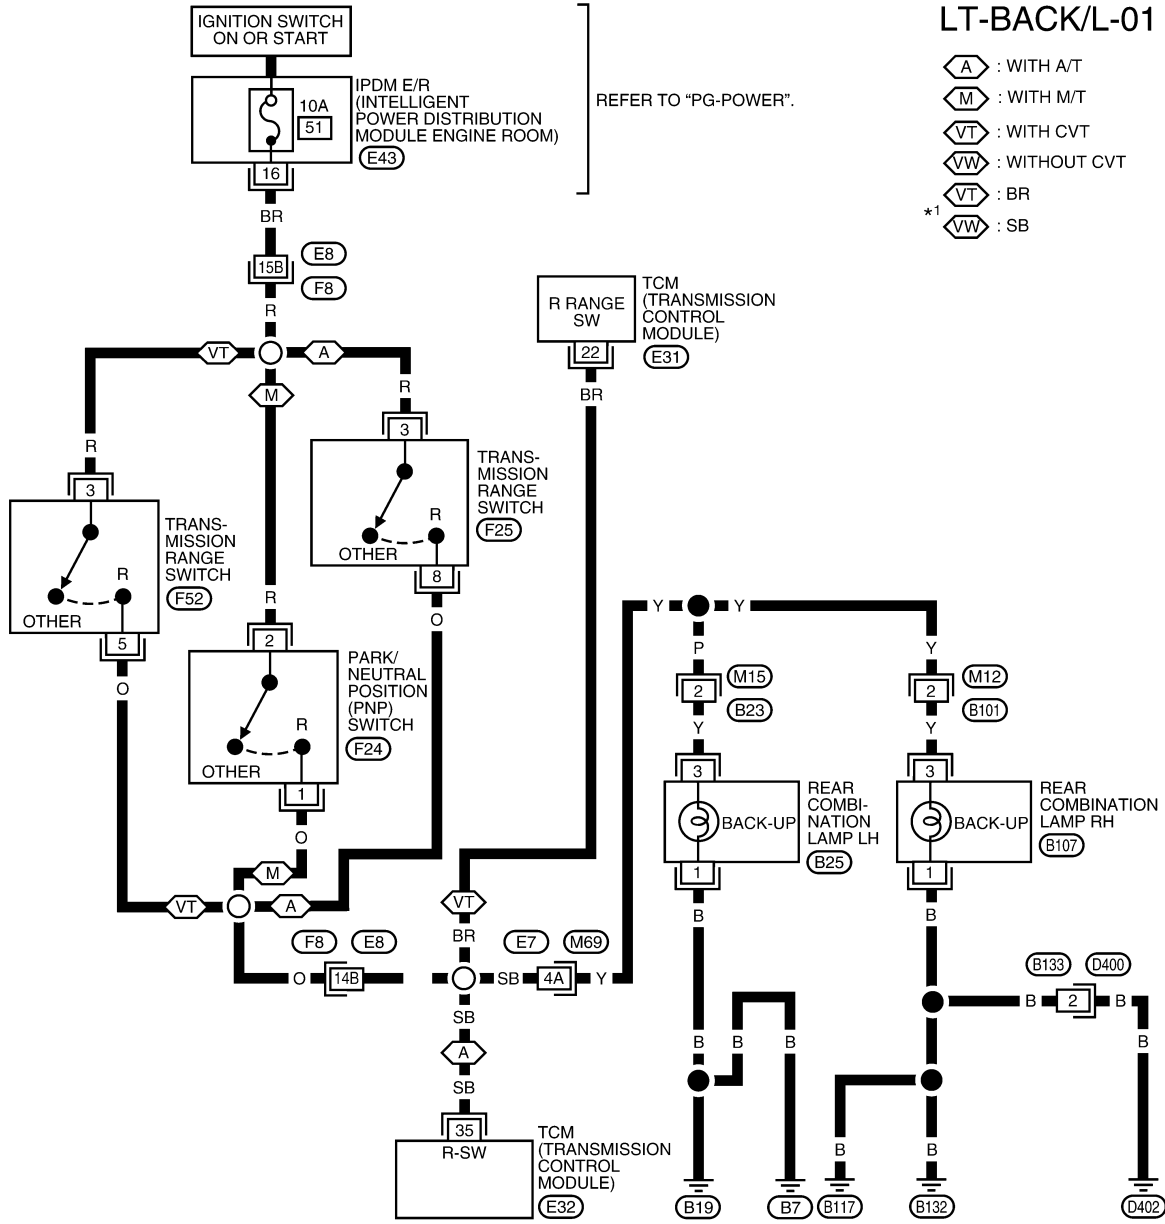 LT-BACK/L-01
IGNITION SWITCH
ON OR START
IPDM E/R
(INTELLIGENT
POWER DISTRIBUTION
MODULE ENGINE ROOM)
E43
10A
51
16
REFER TO “PG-POWER”.
A : WITH A/T
M : WITH M/T
VT : WITH CVT
VW : WITHOUT CVT
*1
VT : BR
VW : SB
BR
15B
E8
F8
R
VT
A
M
R RANGE
SW
22
TCM
(TRANSMISSION
CONTROL
MODULE)
E31
BR
R
3
TRANS-
MISSION
RANGE
SWITCH
F25
R
OTHER
8
O
R
3
TRANS-
MISSION
RANGE
SWITCH
F52
R
OTHER
5
O
R
2
PARK/
NEUTRAL
POSITION
(PNP)
SWITCH
F24
R
OTHER
1
O
M
VT
A
F8
E8
O
14B
VT
BR
E7
M69
SB
4A
Y
SB
A
SB
35
R-SW
TCM
(TRANSMISSION
CONTROL
MODULE)
E32
Y
Y
P
Y
2
M15
B23
2
M12
B101
Y
Y
3
3
BACK-UP
REAR
COMBI-
NATION
LAMP LH
B25
BACK-UP
REAR
COMBINATION
LAMP RH
B107
1
1
B
B
B133
D400
B
2
B
B
B
B
B
B
B19
B7
B117
B132
D402